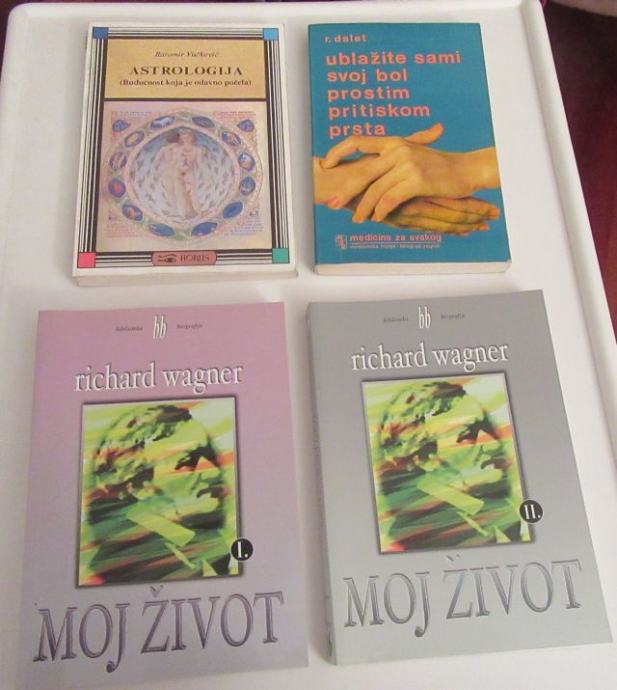 Ratomir Vučković
ASTROLOGIJA
(Budućnost koja je odavno počela)
HORUS
r. dalet
ublažite sami
svoj bol
prostim
pritiskom
prsta
medicina za svakog
Biblioteka bb Biografije
richard wagner
I.
MOJ ŽIVOT
Biblioteka bb Biografije
richard wagner
II.
MOJ ŽIVOT